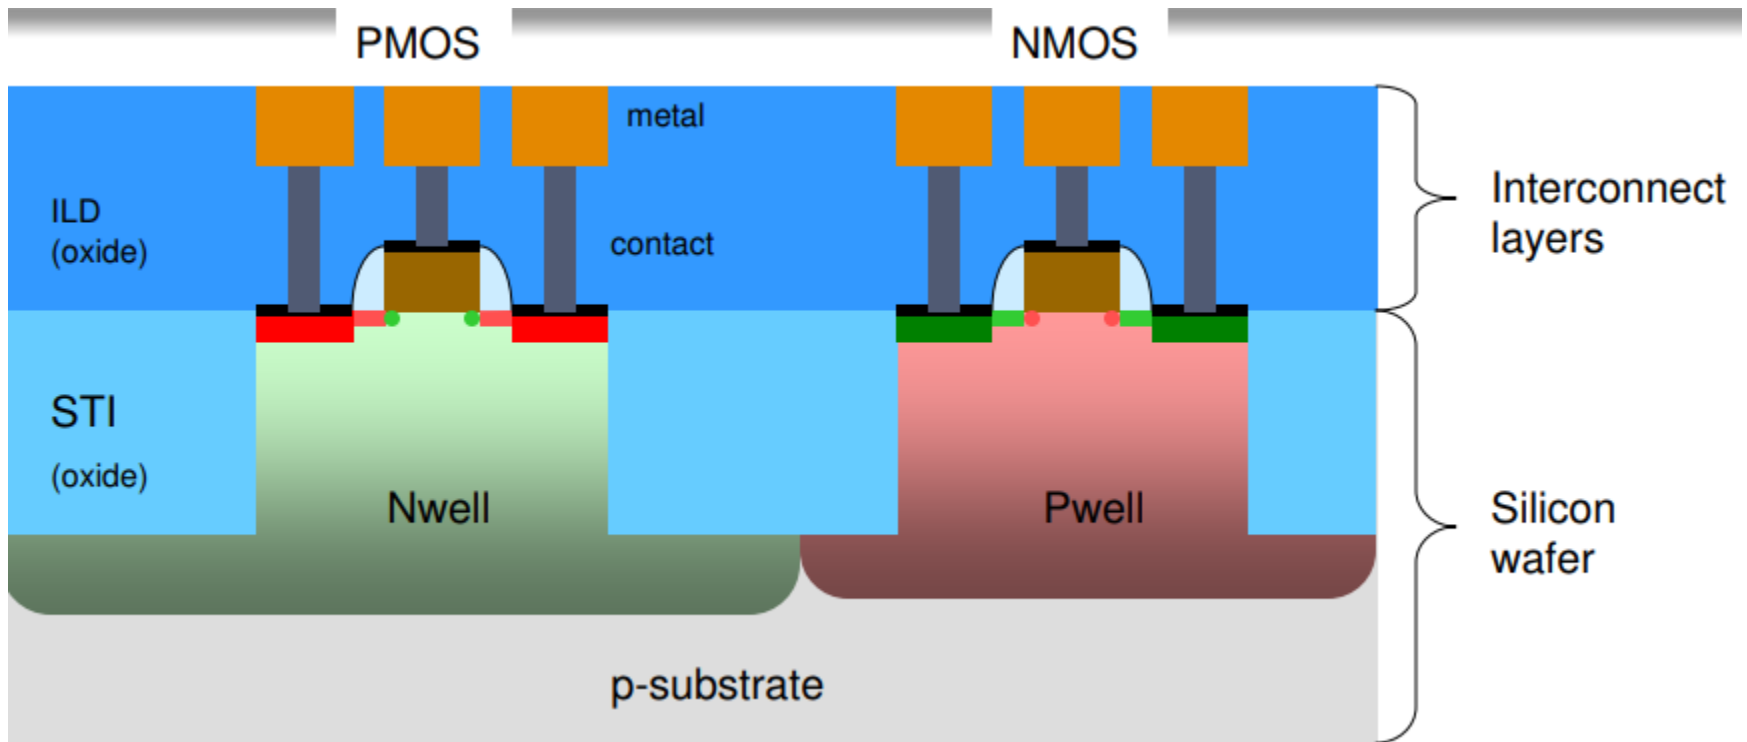 PMOS
NMOS
metal
ILD
(oxide)
contact
Interconnect
layers
STI
(oxide)
Nwell
Pwell
Silicon
wafer
p-substrate